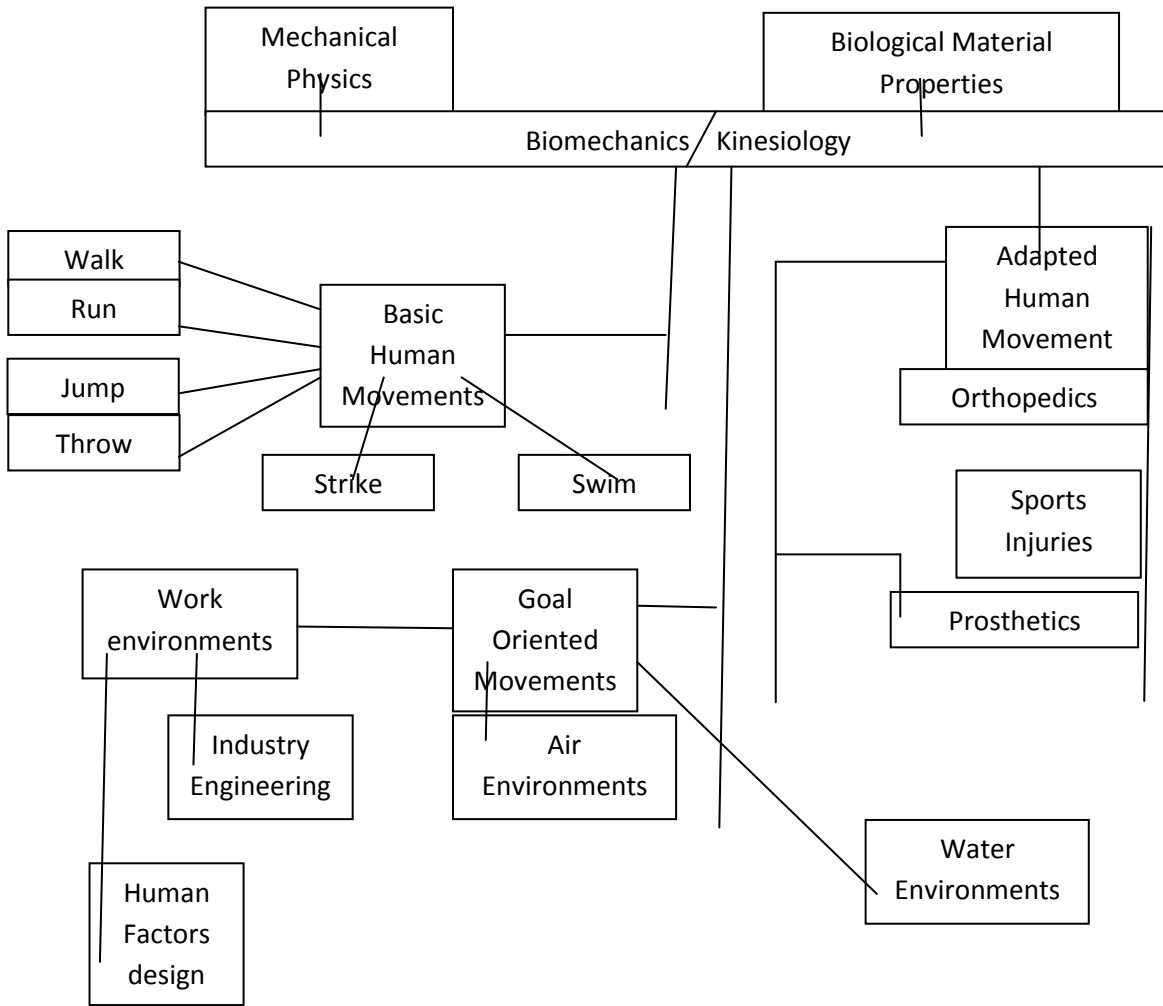 Mechanical
Physics
Biological Material
Properties
Biomechanics
Kinesiology
Walk
Run
Jump
Throw
Basic
Human
Movements
Strike
Swim
Adapted
Human
Movement
Orthopedics
Sports
Injuries
Prosthetics
Work
environments
Goal
Oriented
Movements
Industry
Engineering
Air
Environments
Water
Environments
Human
Factors
design